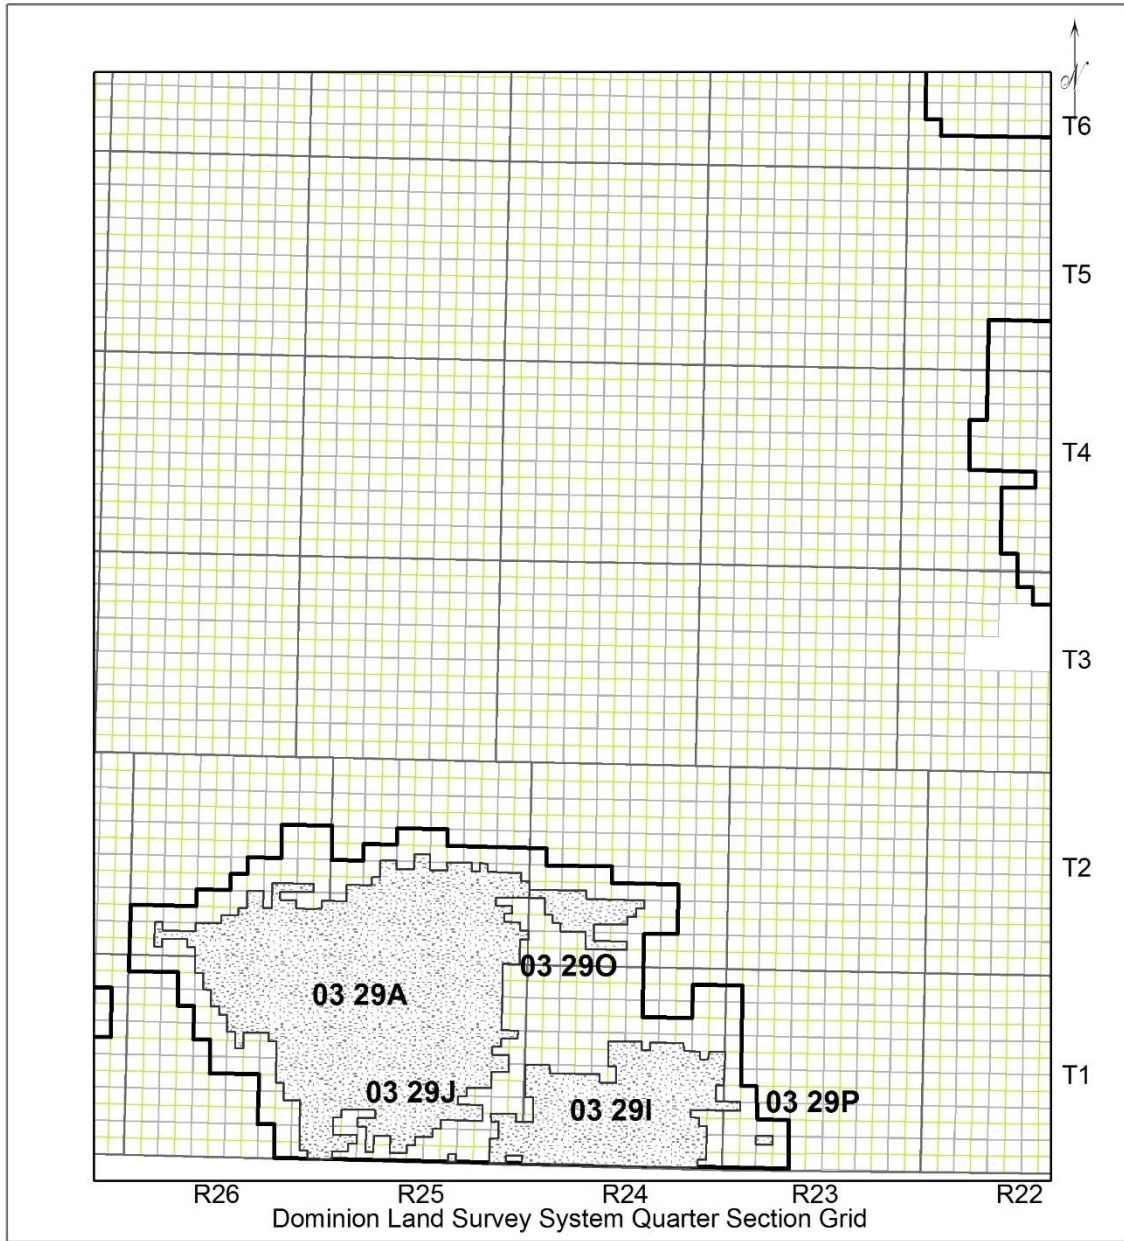 N
T6
T5
T4
T3
T2
03 29O
03 29A
03 29J
03 29I
03 29P
T1
R26 R25 R24 R23 R22
Dominion Land Survey System Quarter Section Grid